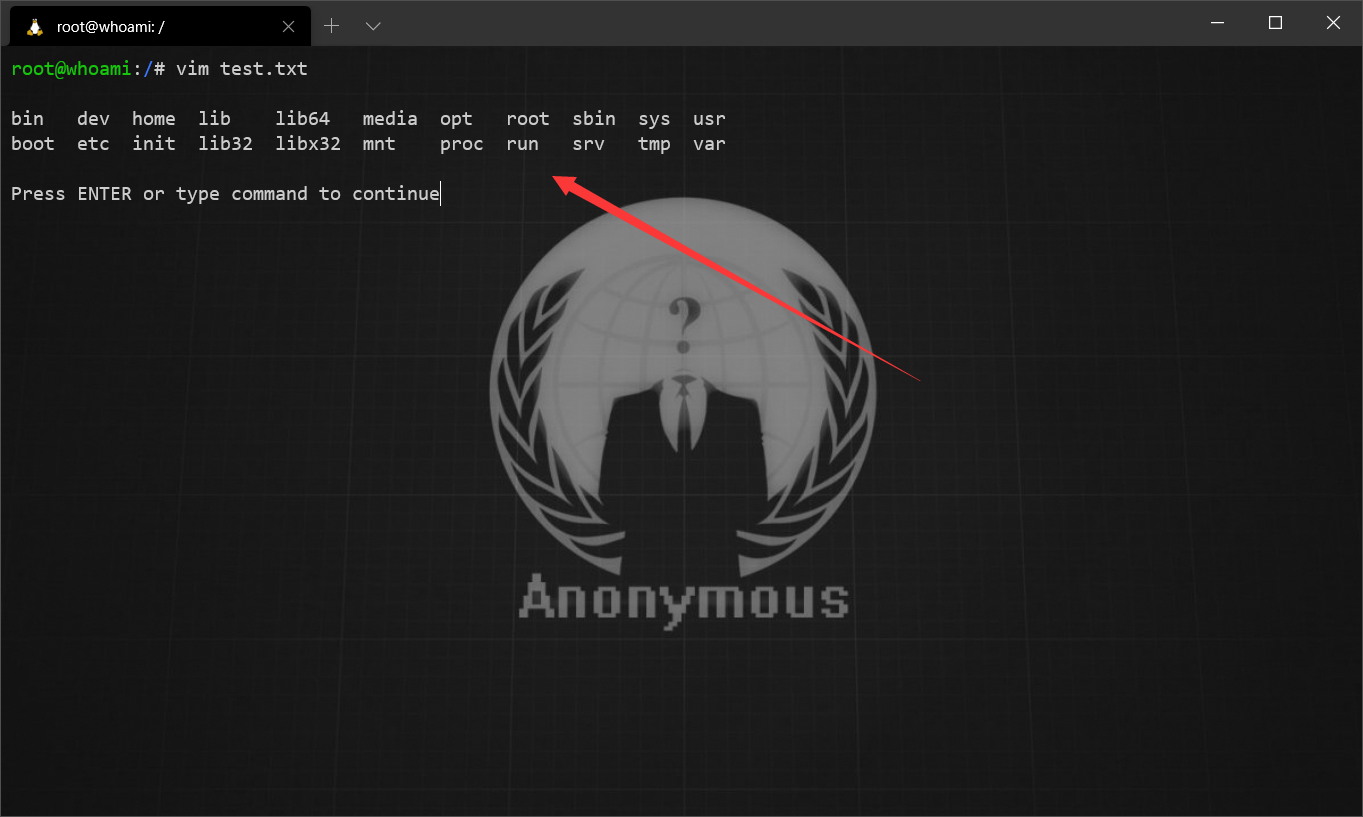 root@whoami: /
root@whoami:/# vim test.txt
bin dev home lib lib64 media opt root sbin sys usr
boot etc init lib32 libx32 mnt proc run srv tmp var
Press ENTER or type command to continue
?
Anonymous